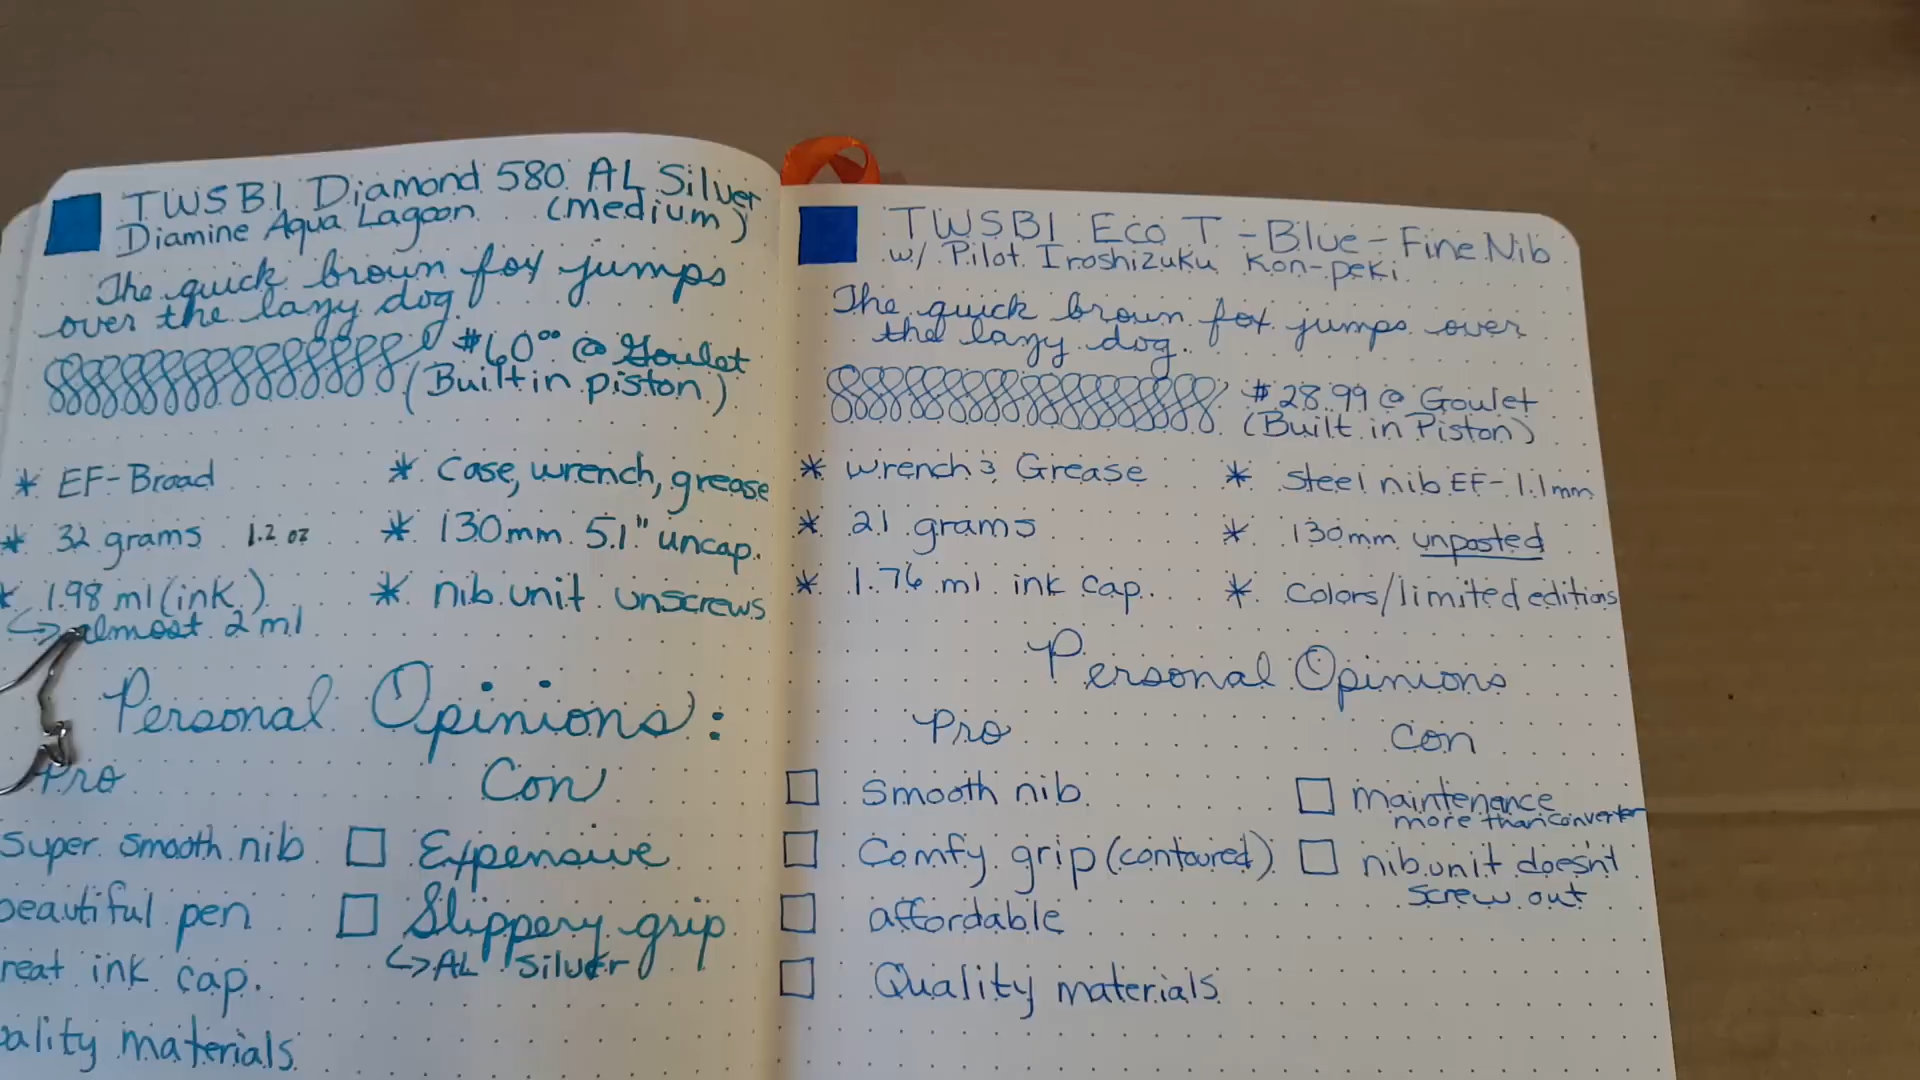 TWSBI Diamond 580 AL Silver
Diamine Aqua Lagoon (medium)
The quick brown fox jumps
over the lazy dog.
$60⁰⁰ @ Goulet
(Built in piston)
* EF-Broad
* case, wrench, grease
* 32 grams 1.2 oz
* 130mm 5.1" uncap.
* 1.98 ml (ink)
↳ almost 2 ml
* nib unit unscrews
Personal Opinions:
Pro
Con
super smooth nib
Expensive
beautiful pen
Slippery grip
↳ AL Silver
reat ink cap.
ality materials
TWSBI Eco T - Blue - Fine Nib
w/ Pilot Iroshizuku Kon-peki
The quick brown fox jumps over
the lazy dog.
$28.99 @ Goulet
(Built in Piston)
* wrench & Grease
* steel nib EF-1.1mm
* 21 grams
* 130mm unposted
* 1.76 ml ink cap.
* colors/limited editions
Personal Opinions
Pro
Con
smooth nib
maintenance
more than converter
Comfy grip (contoured)
nib unit doesn't
screw out
affordable
Quality materials